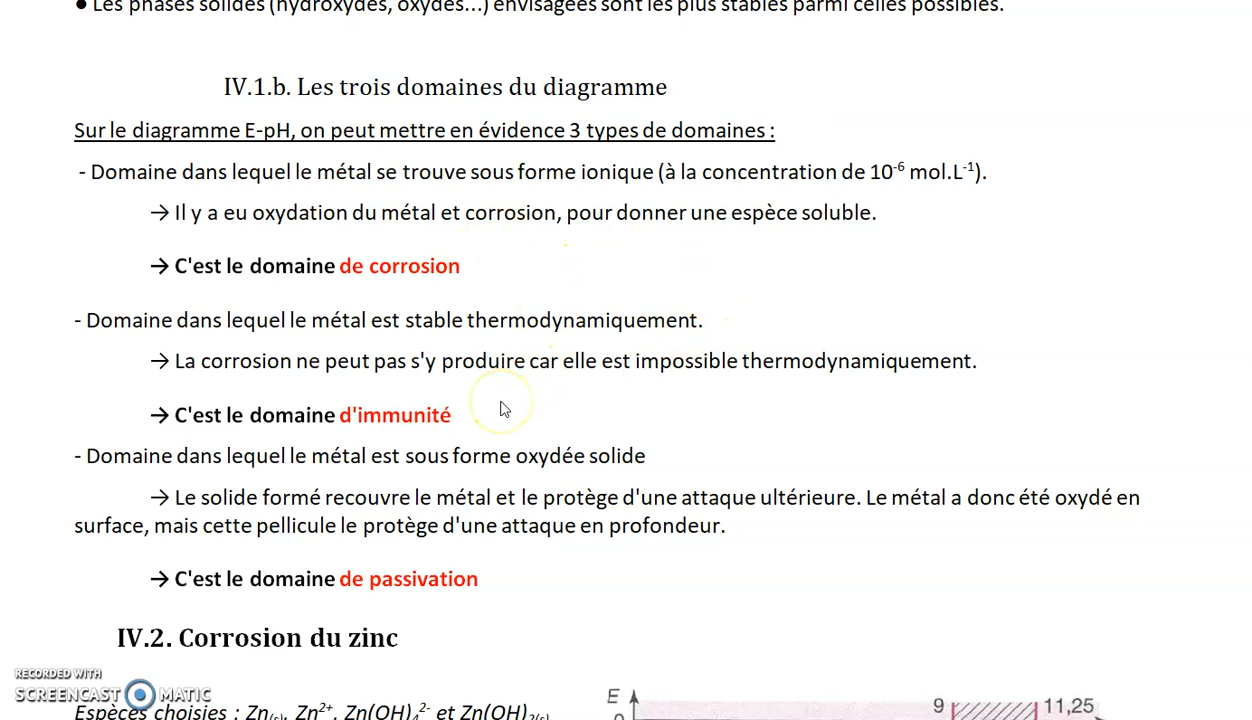 ● Les phases solides (hydroxydes, oxydes...) envisagées sont les plus stables parmi celles possibles.
IV.1.b. Les trois domaines du diagramme
Sur le diagramme E-pH, on peut mettre en évidence 3 types de domaines :
- Domaine dans lequel le métal se trouve sous forme ionique (à la concentration de 10⁻⁶ mol.L⁻¹).
→ Il y a eu oxydation du métal et corrosion, pour donner une espèce soluble.
→ C'est le domaine de corrosion
- Domaine dans lequel le métal est stable thermodynamiquement.
→ La corrosion ne peut pas s'y produire car elle est impossible thermodynamiquement.
→ C'est le domaine d'immunité
- Domaine dans lequel le métal est sous forme oxydée solide
→ Le solide formé recouvre le métal et le protège d'une attaque ultérieure. Le métal a donc été oxydé en
surface, mais cette pellicule le protège d'une attaque en profondeur.
→ C'est le domaine de passivation
IV.2. Corrosion du zinc
RECORDED WITH
SCREENCAST MATIC
Espèces choisies : Zn(s), Zn²⁺, Zn(OH)₄²⁻ et Zn(OH)₂(s)
E
0
9
11,25